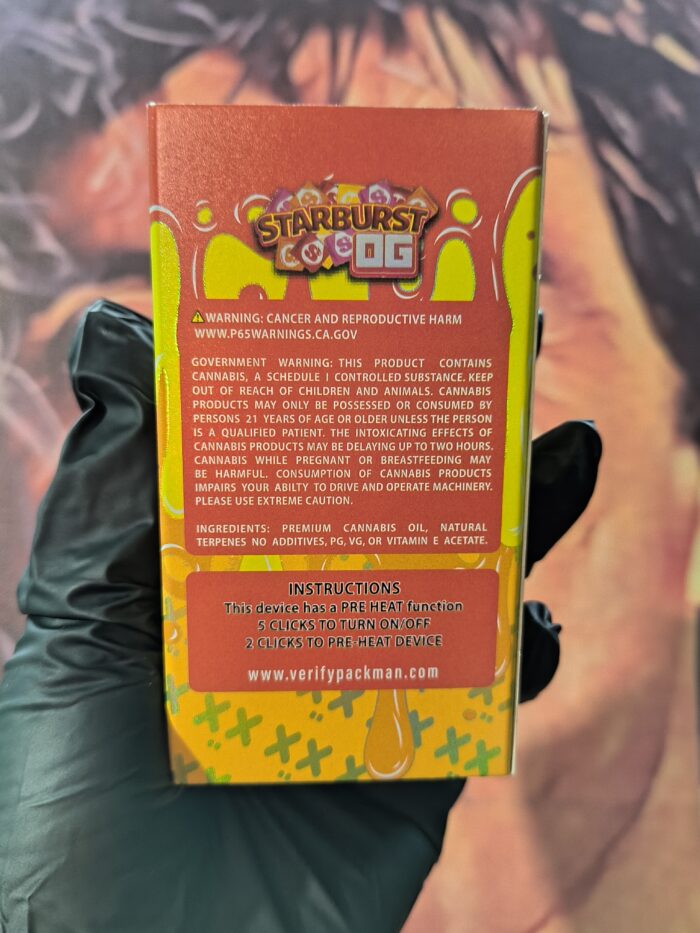 STARBURST
OG
⚠WARNING: CANCER AND REPRODUCTIVE HARM
WWW.P65WARNINGS.CA.GOV
GOVERNMENT WARNING: THIS PRODUCT CONTAINS
CANNABIS, A SCHEDULE I CONTROLLED SUBSTANCE. KEEP
OUT OF REACH OF CHILDREN AND ANIMALS. CANNABIS
PRODUCTS MAY ONLY BE POSSESSED OR CONSUMED BY
PERSONS 21 YEARS OF AGE OR OLDER UNLESS THE PERSON
IS A QUALIFIED PATIENT. THE INTOXICATING EFFECTS OF
CANNABIS PRODUCTS MAY BE DELAYING UP TO TWO HOURS.
CANNABIS WHILE PREGNANT OR BREASTFEEDING MAY
BE HARMFUL. CONSUMPTION OF CANNABIS PRODUCTS
IMPAIRS YOUR ABILTY TO DRIVE AND OPERATE MACHINERY.
PLEASE USE EXTREME CAUTION.
INGREDIENTS: PREMIUM CANNABIS OIL, NATURAL
TERPENES NO ADDITIVES, PG, VG, OR VITAMIN E ACETATE.
INSTRUCTIONS
This device has a PRE HEAT function
5 CLICKS TO TURN ON/OFF
2 CLICKS TO PRE-HEAT DEVICE
www.verifypackman.com